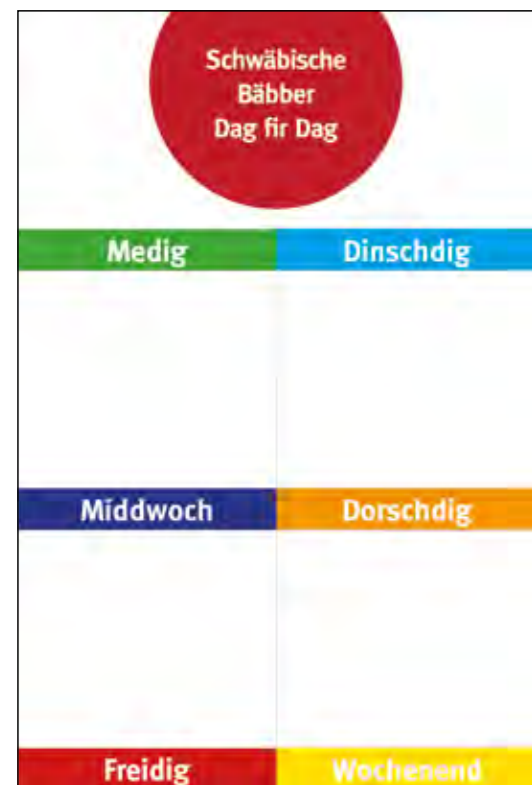 Schwäbische
Bäbber
Dag fir Dag
Medig
Dinschdig
Middwoch
Dorschdig
Freidig
Wochenend